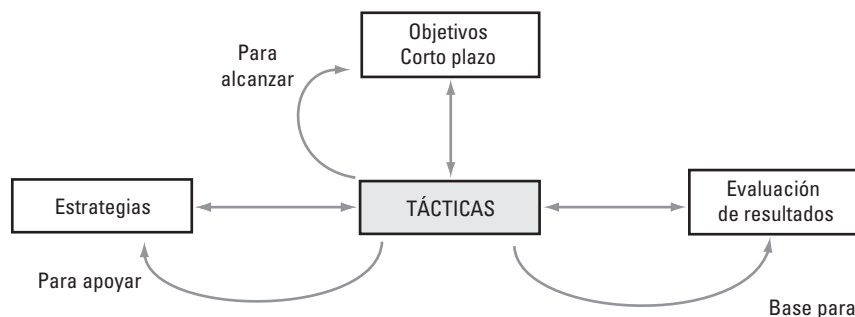 Objetivos
Corto plazo
Para
alcanzar
Estrategias
TÁCTICAS
Evaluación
de resultados
Para apoyar
Base para